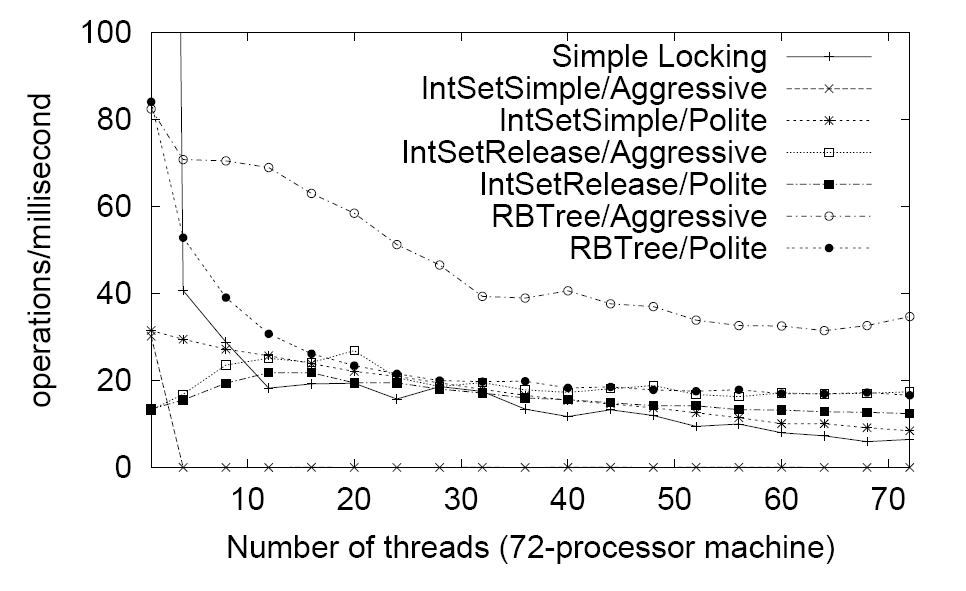 100
80
60
40
20
0
operations/millisecond
Simple Locking
IntSetSimple/Aggressive
IntSetSimple/Polite
IntSetRelease/Aggressive
IntSetRelease/Polite
RBTree/Aggressive
RBTree/Polite
10 20 30 40 50 60 70
Number of threads (72-processor machine)